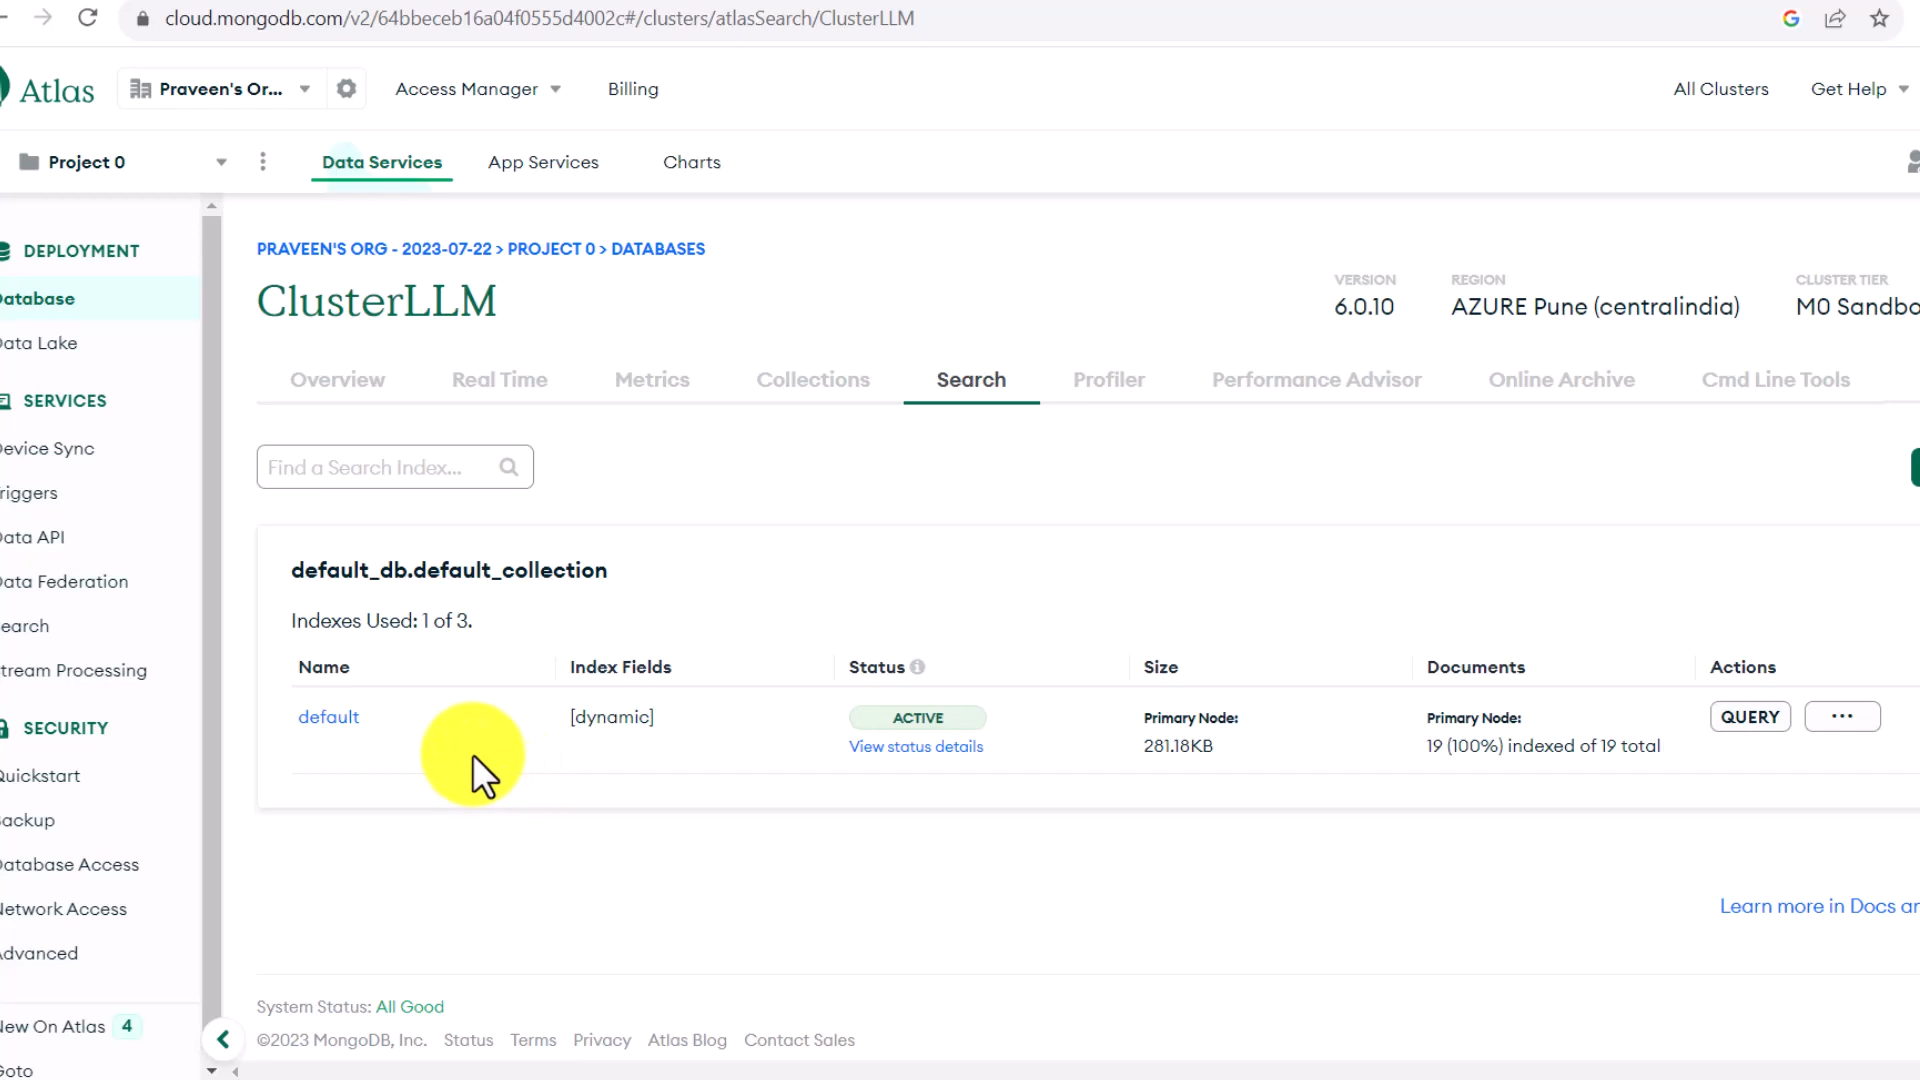 cloud.mongodb.com/v2/64bbeceb16a04f0555d4002c#/clusters/atlasSearch/ClusterLLM
Atlas
Praveen's Or...
Access Manager
Billing
All Clusters
Get Help
Project 0
Data Services
App Services
Charts
DEPLOYMENT
Database
Data Lake
SERVICES
Device Sync
Triggers
Data API
Data Federation
Search
Stream Processing
SECURITY
Quickstart
Backup
Database Access
Network Access
Advanced
New On Atlas 4
Goto
PRAVEEN'S ORG - 2023-07-22 > PROJECT 0 > DATABASES
ClusterLLM
VERSION
6.0.10
REGION
AZURE Pune (centralindia)
CLUSTER TIER
M0 Sandbo
Overview
Real Time
Metrics
Collections
Search
Profiler
Performance Advisor
Online Archive
Cmd Line Tools
Find a Search Index...
default_db.default_collection
Indexes Used: 1 of 3.
Name
Index Fields
Status
Size
Documents
Actions
default
[dynamic]
ACTIVE
View status details
Primary Node:
281.18KB
Primary Node:
19 (100%) indexed of 19 total
QUERY
...
Learn more in Docs an
System Status: All Good
©2023 MongoDB, Inc.
Status
Terms
Privacy
Atlas Blog
Contact Sales